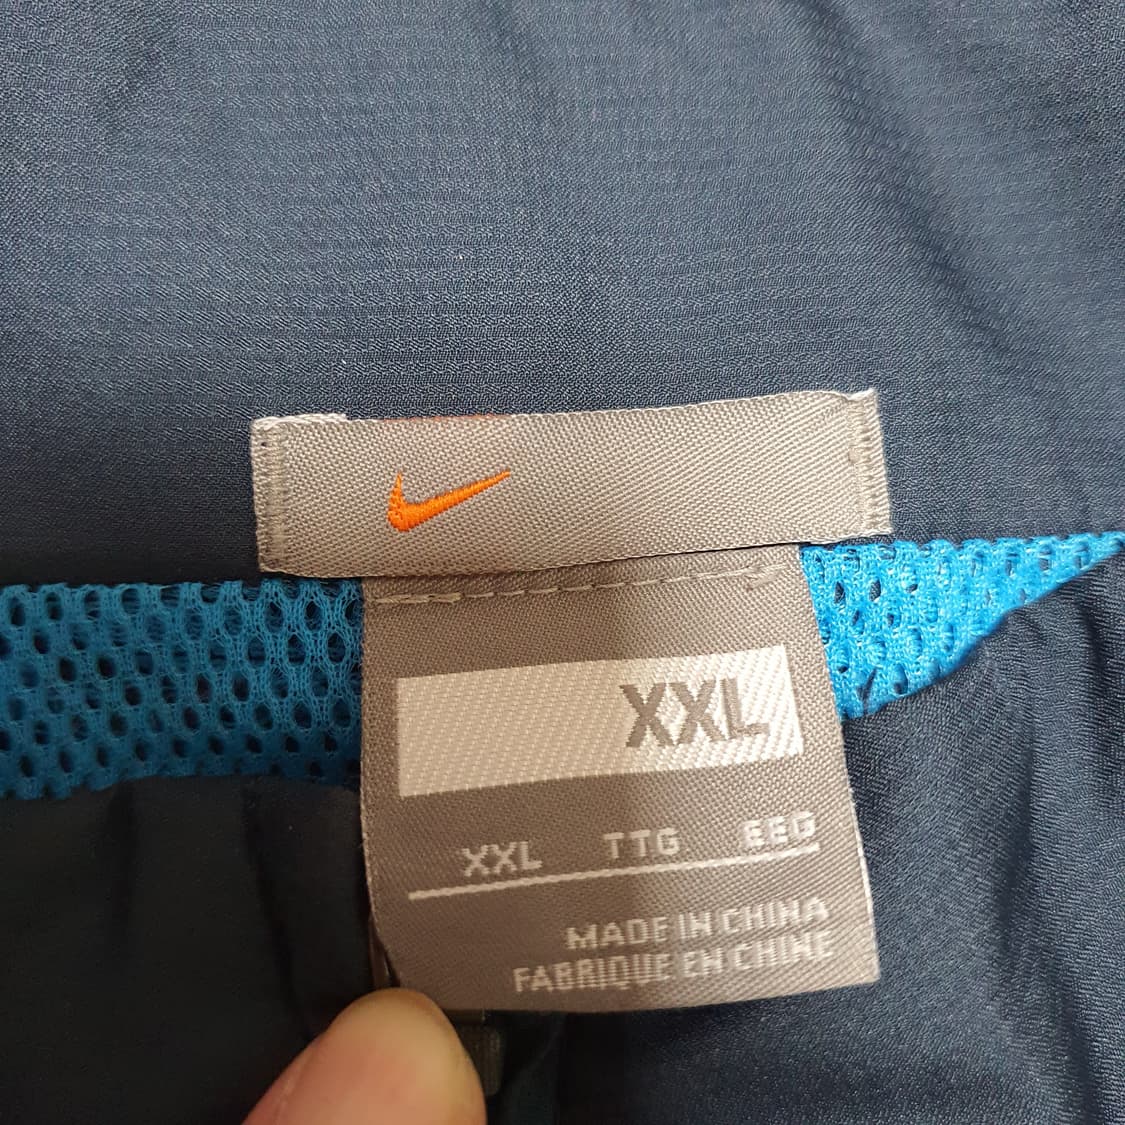 XXL
XXL TTG EEG
MADE IN CHINA
FABRIQUE EN CHINE